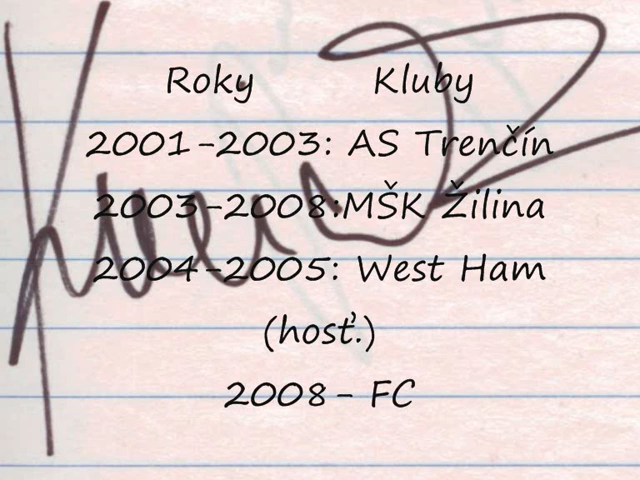 Roky Kluby
2001-2003: AS Trenčín
2003-2008:MŠK Žilina
2004-2005: West Ham
(hosť.)
2008- FC